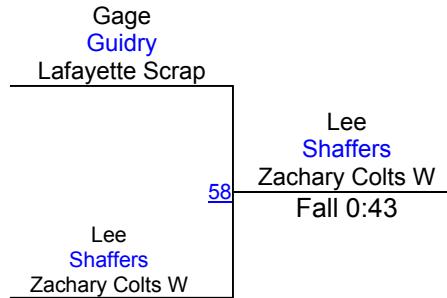 Gage
Guidry
Lafayette Scrap
Lee
Shaffers
Zachary Colts W
58
Fall 0:43
Lee
Shaffers
Zachary Colts W